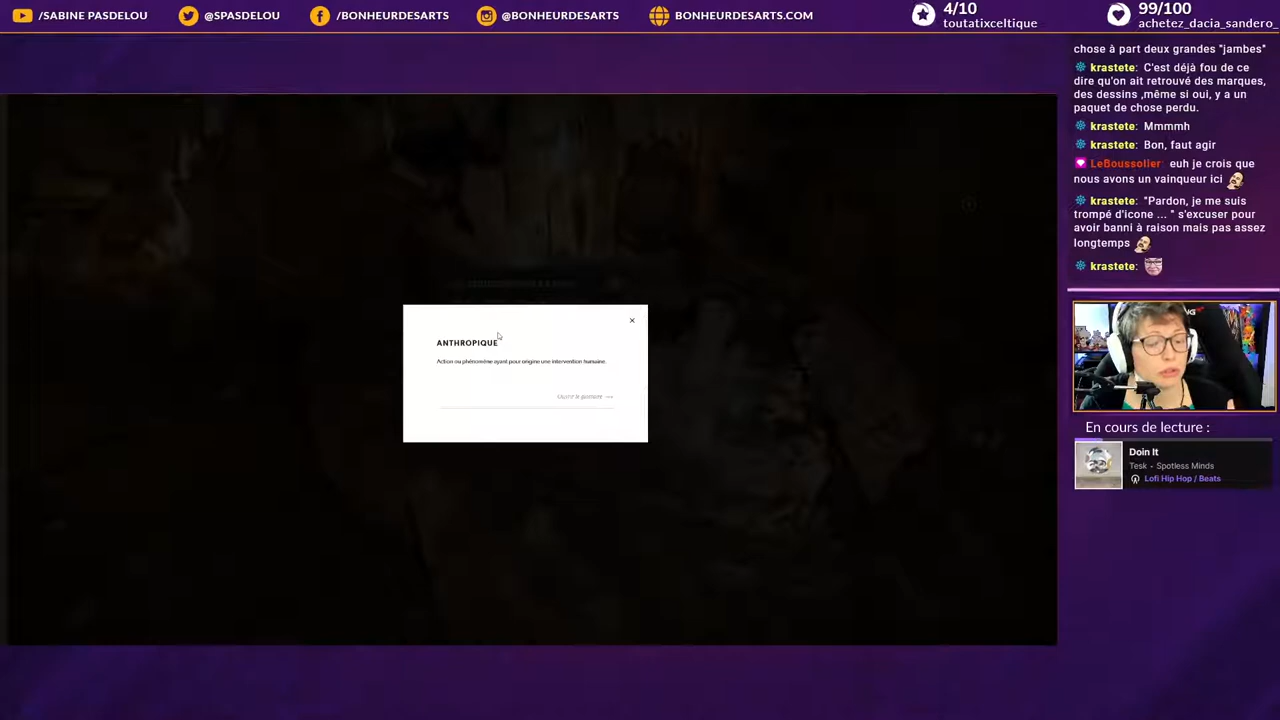 /SABINE PASDELOU
@SPASDELOU
/BONHEURDESARTS
@BONHEURDESARTS
BONHEURDESARTS.COM
4/10
toutatixceltique
99/100
achetez_dacia_sandero_
chose à part deux grandes "jambes"
krastete: C'est déjà fou de ce
dire qu'on ait retrouvé des marques,
des dessins ,même si oui, y a un
paquet de chose perdu.
krastete: Mmmmh
krastete: Bon, faut agir
LeBoussolier: euh je crois que
nous avons un vainqueur ici
krastete: "Pardon, je me suis
trompé d'icone ... " s'excuser pour
avoir banni à raison mais pas assez
longtemps
krastete:
ANTHROPIQUE
Action ou phénomène ayant pour origine une intervention humaine.
Ouvrir le glossaire
En cours de lecture :
Doin It
Tesk • Spotless Minds
Lofi Hip Hop / Beats